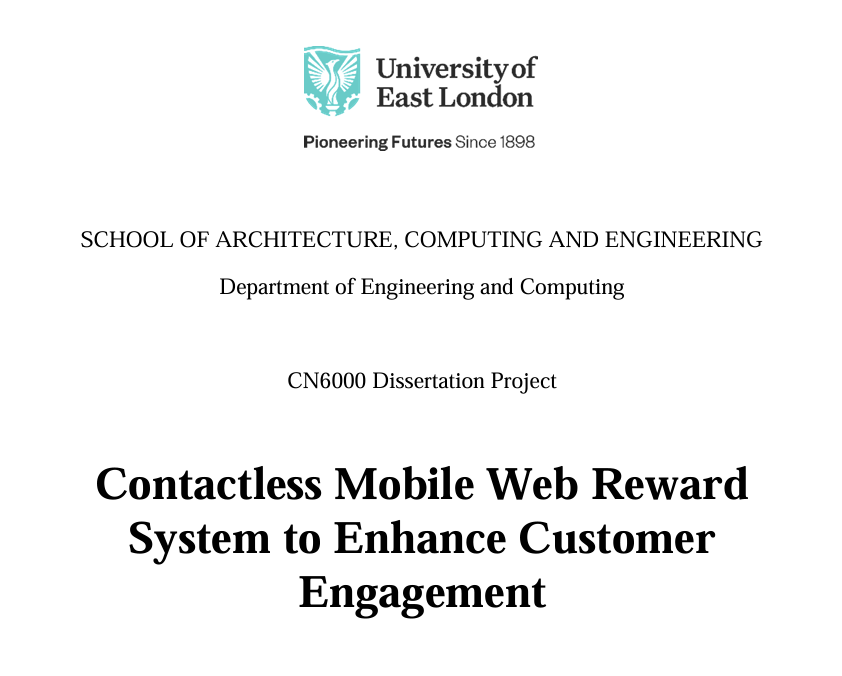 University of
East London
Pioneering Futures Since 1898
SCHOOL OF ARCHITECTURE, COMPUTING AND ENGINEERING
Department of Engineering and Computing
CN6000 Dissertation Project
Contactless Mobile Web Reward
System to Enhance Customer
Engagement